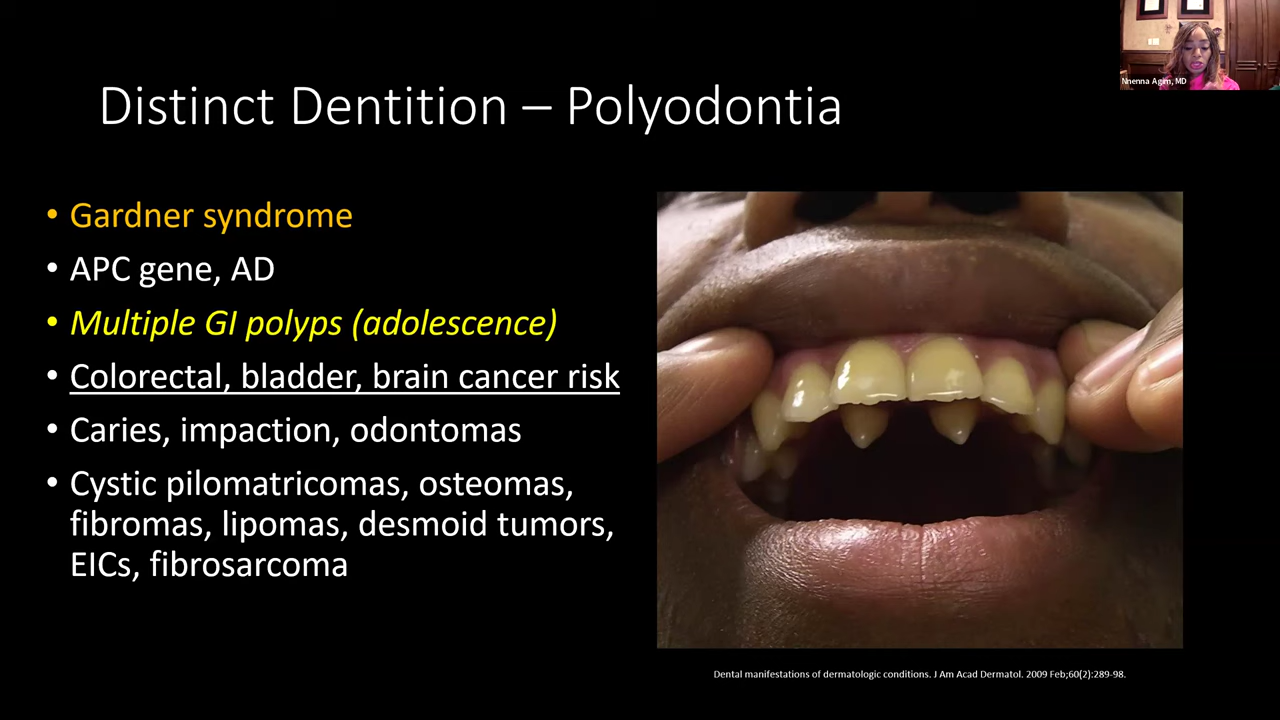 Nnenna Agim, MD
Distinct Dentition – Polyodontia
• Gardner syndrome
• APC gene, AD
• Multiple GI polyps (adolescence)
• Colorectal, bladder, brain cancer risk
• Caries, impaction, odontomas
• Cystic pilomatricomas, osteomas,
fibromas, lipomas, desmoid tumors,
EICs, fibrosarcoma
Dental manifestations of dermatologic conditions. J Am Acad Dermatol. 2009 Feb;60(2):289-98.